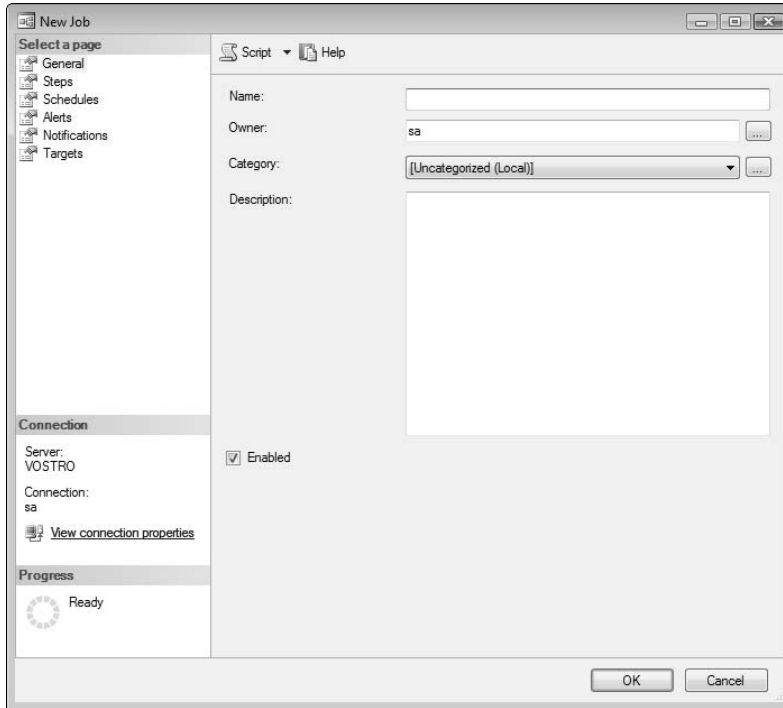 New Job
Select a page
General
Steps
Schedules
Alerts
Notifications
Targets
Script Help
Name:
Owner: sa ...
Category: [Uncategorized (Local)] ...
Description:
Enabled
Connection
Server:
VOSTRO
Connection:
sa
View connection properties
Progress
Ready
OK Cancel